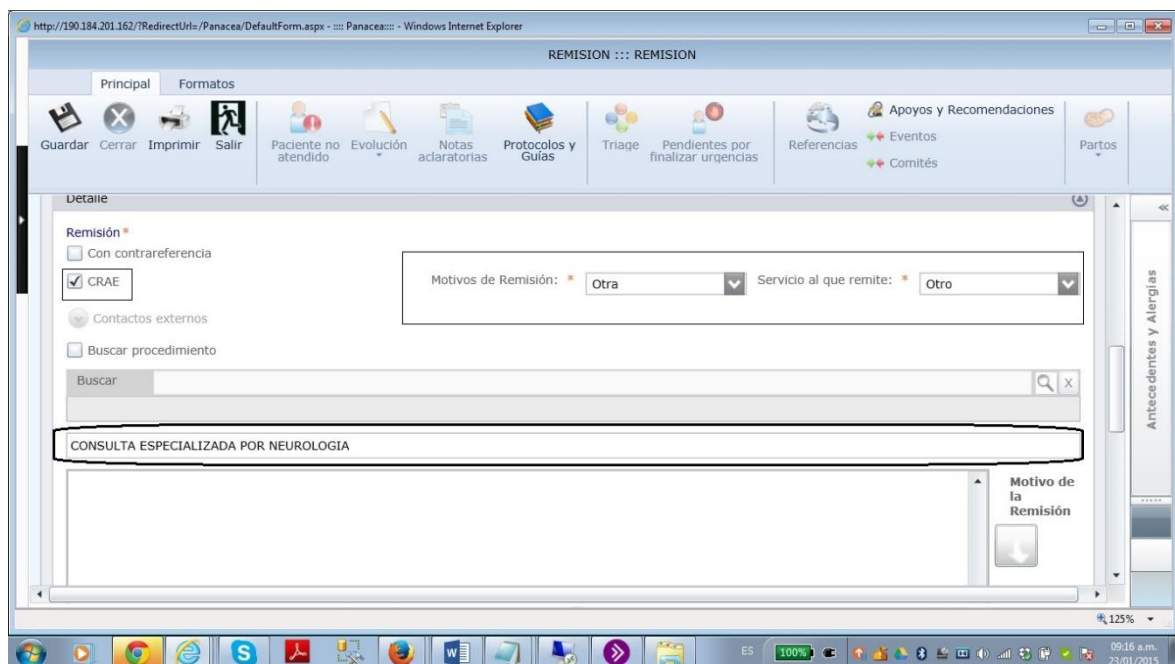 http://190.184.201.162/?RedirectUrl=/Panacea/DefaultForm.aspx - :::: Panacea:::: - Windows Internet Explorer
REMISION ::: REMISION
Principal Formatos
Guardar Cerrar Imprimir Salir Paciente no atendido Evolución Notas aclaratorias Protocolos y Guías Triage Pendientes por finalizar urgencias Referencias Apoyos y Recomendaciones Partos
Eventos
Comités
Detalle
Remisión *
Con contrareferencia
CRAE Motivos de Remisión: * Otra Servicio al que remite: * Otro
Contactos externos
Buscar procedimiento
Buscar X
CONSULTA ESPECIALIZADA POR NEUROLOGIA
Motivo de
la
Remisión
Antecedentes y Alergias
125%
ES 100% 09:16 a.m.
23/01/2015